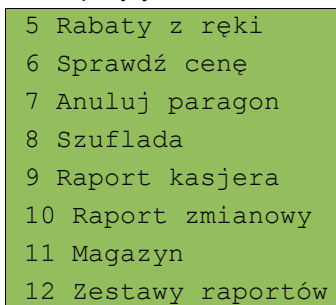 5 Rabaty z ręki
6 Sprawdź cenę
7 Anuluj paragon
8 Szuflada
9 Raport kasjera
10 Raport zmianowy
11 Magazyn
12 Zestawy raportów